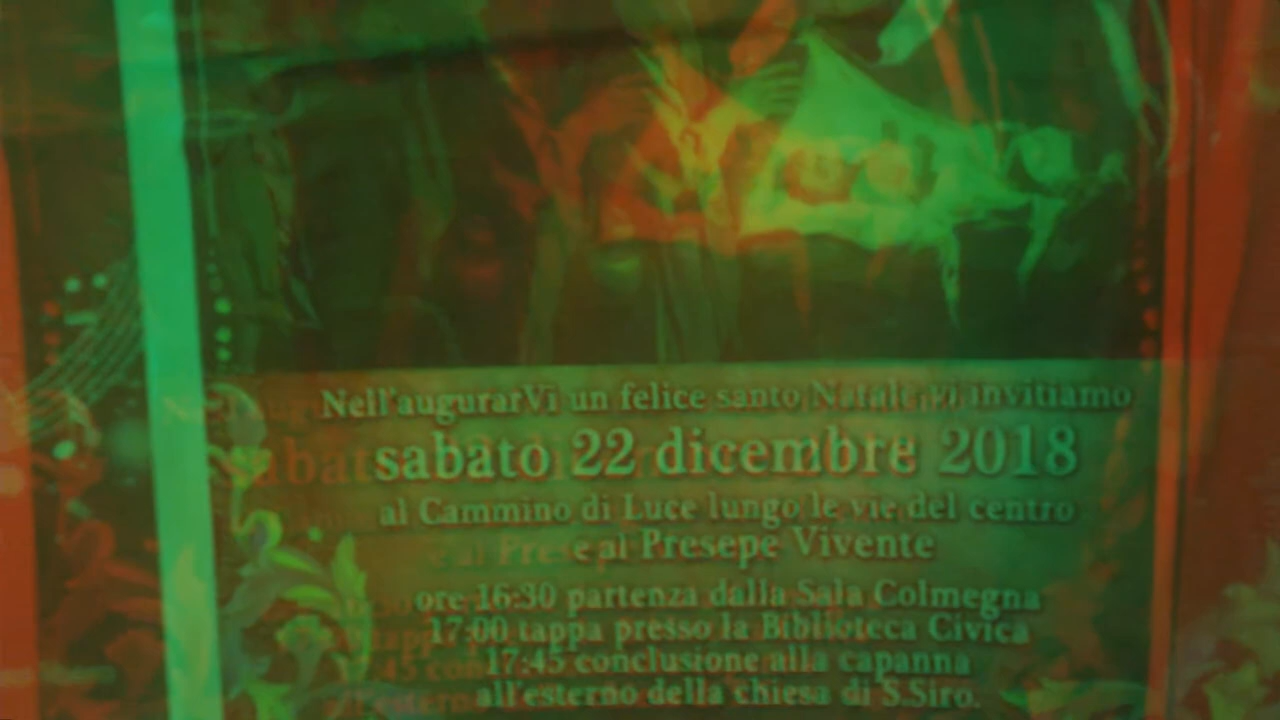 Nell'augurarVi un felice santo Natale vi invitiamo
sabato 22 dicembre 2018
al Cammino di Luce lungo le vie del centro
e al Presepe Vivente
ore 16:30 partenza dalla Sala Colmegna
17:00 tappa presso la Biblioteca Civica
17:45 conclusione alla capanna
all'esterno della chiesa di S.Siro.